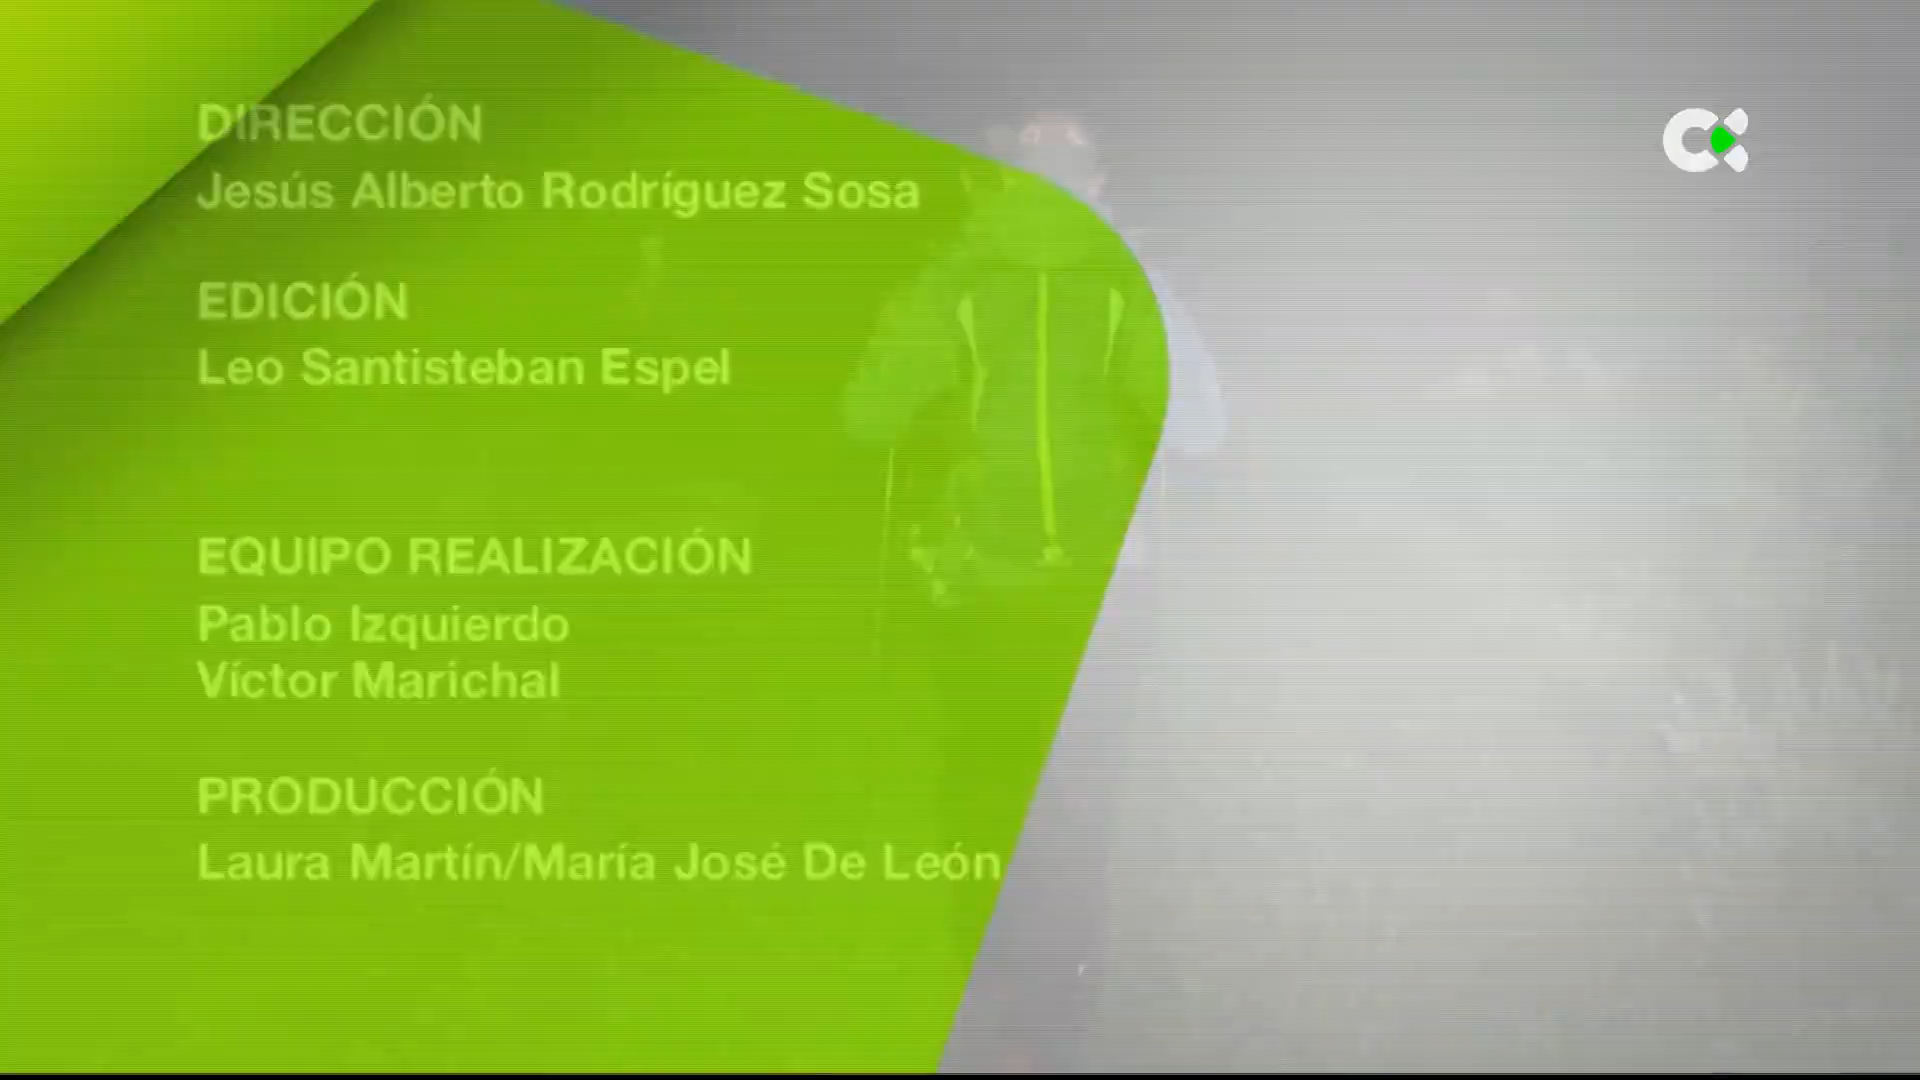 DIRECCIÓN
Jesús Alberto Rodríguez Sosa
EDICIÓN
Leo Santisteban Espel
EQUIPO REALIZACIÓN
Pablo Izquierdo
Víctor Marichal
PRODUCCIÓN
Laura Martín/María José De León